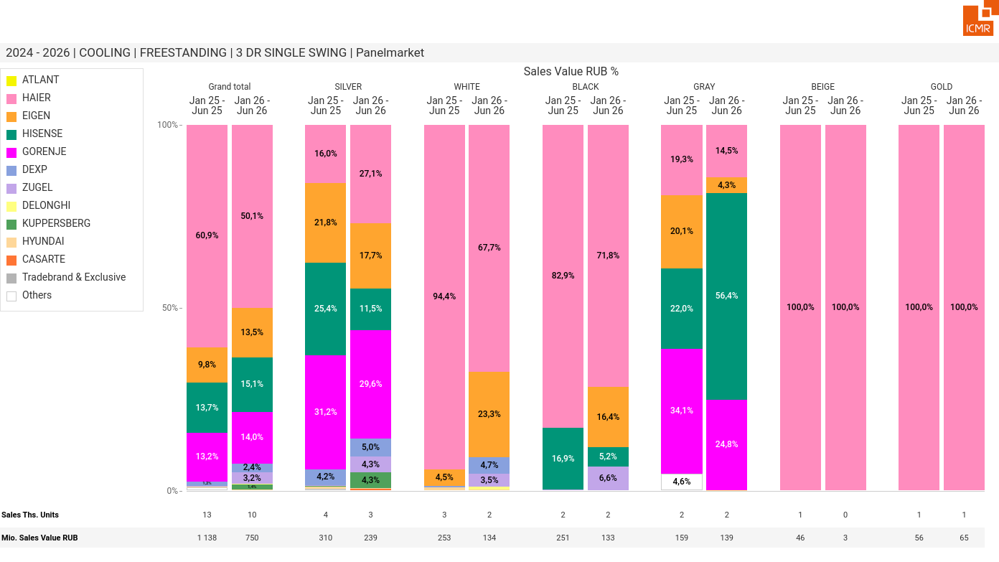 ICMR
2024 - 2026 | COOLING | FREESTANDING | 3 DR SINGLE SWING | Panelmarket
ATLANT
HAIER
EIGEN
HISENSE
GORENJE
DEXP
ZUGEL
DELONGHI
KUPPERSBERG
HYUNDAI
CASARTE
Tradebrand & Exclusive
Others
Sales Value RUB %
Grand total SILVER WHITE BLACK GRAY BEIGE GOLD
Jan 25 - Jan 26 - Jan 25 - Jan 26 - Jan 25 - Jan 26 - Jan 25 - Jan 26 - Jan 25 - Jan 26 - Jan 25 - Jan 26 - Jan 25 - Jan 26 -
Jun 25 Jun 26 Jun 25 Jun 26 Jun 25 Jun 26 Jun 25 Jun 26 Jun 25 Jun 26 Jun 25 Jun 26 Jun 25 Jun 26
100%
50%
0%
60,9%
9,8%
13,7%
13,2%
1,2%
50,1%
13,5%
15,1%
14,0%
2,4%
3,2%
1,4%
16,0%
21,8%
25,4%
31,2%
4,2%
27,1%
17,7%
11,5%
29,6%
5,0%
4,3%
4,3%
94,4%
4,5%
67,7%
23,3%
4,7%
3,5%
82,9%
16,9%
71,8%
16,4%
5,2%
6,6%
19,3%
20,1%
22,0%
34,1%
4,6%
14,5%
4,3%
56,4%
24,8%
100,0%
100,0%
100,0%
100,0%
Sales Ths. Units 13 10 4 3 3 2 2 2 2 2 1 0 1 1
Mio. Sales Value RUB 1 138 750 310 239 253 134 251 133 159 139 46 3 56 65